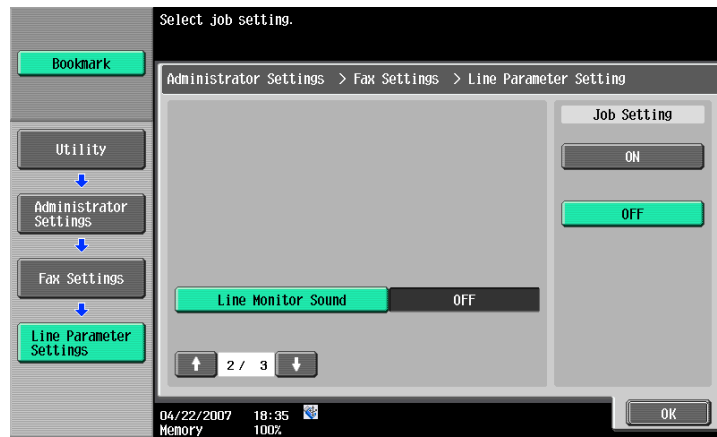 Select job setting.
Bookmark
Administrator Settings > Fax Settings > Line Parameter Setting
Job Setting
Utility
ON
Administrator
Settings
OFF
Fax Settings
Line Monitor Sound OFF
Line Parameter
Settings
2/ 3
04/22/2007 18:35
Memory 100%
OK